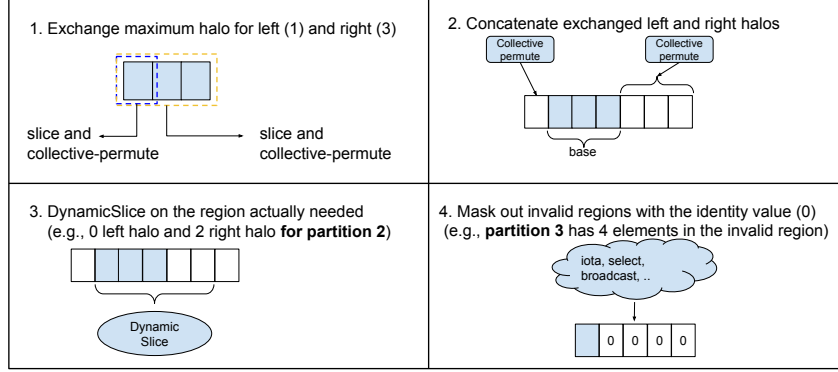 1. Exchange maximum halo for left (1) and right (3)
slice and
collective-permute
slice and
collective-permute
2. Concatenate exchanged left and right halos
Collective
permute
Collective
permute
base
3. DynamicSlice on the region actually needed
(e.g., 0 left halo and 2 right halo for partition 2)
Dynamic
Slice
4. Mask out invalid regions with the identity value (0)
(e.g., partition 3 has 4 elements in the invalid region)
iota, select,
broadcast, ..
0 0 0 0